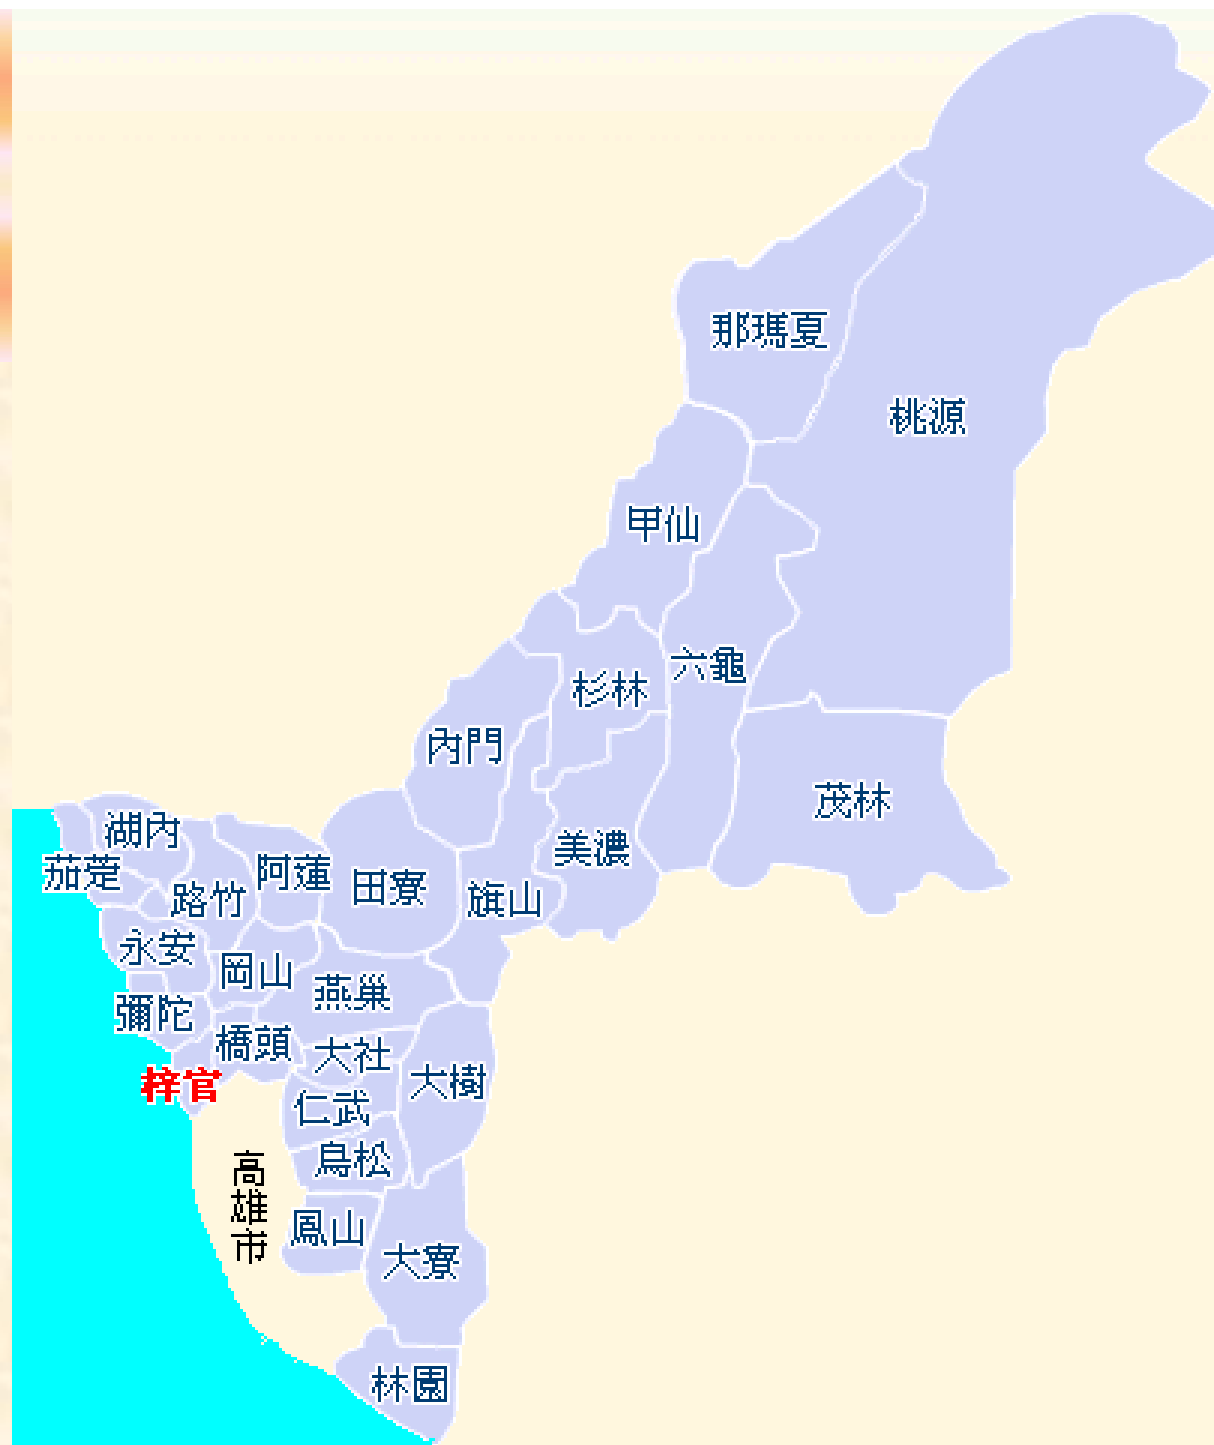 那瑪夏
桃源
甲仙
六龜
杉林
內門
茂林
湖內
美濃
茄萣
阿蓮
田寮
路竹
旗山
永安
岡山
燕巢
彌陀
橋頭
大社
梓官
大樹
仁武
鳥松
高雄市
鳳山
大寮
林園